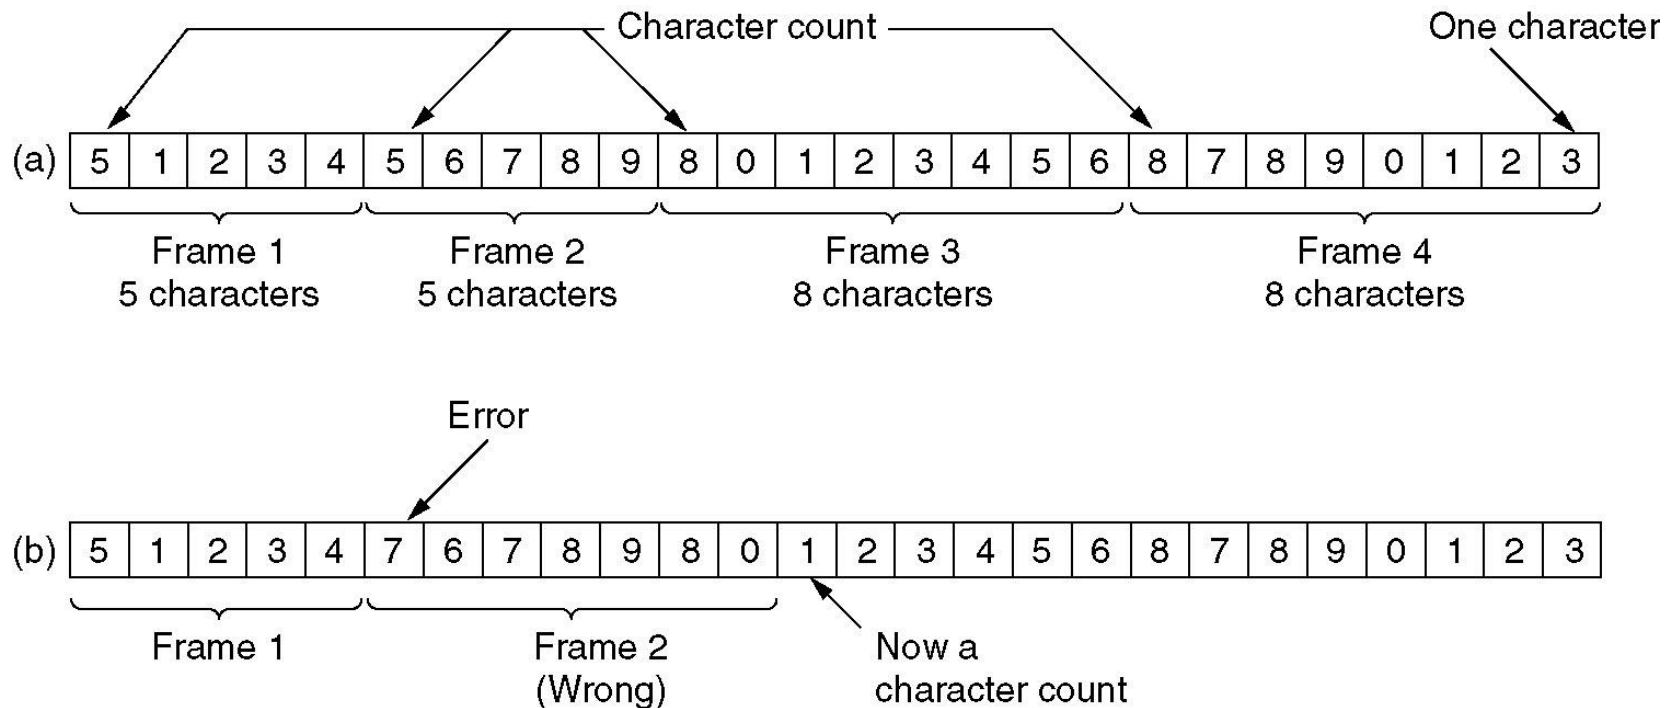 Character count One character
(a) 5 1 2 3 4 5 6 7 8 9 8 0 1 2 3 4 5 6 8 7 8 9 0 1 2 3
Frame 1 Frame 2 Frame 3 Frame 4
5 characters 5 characters 8 characters 8 characters
Error
(b) 5 1 2 3 4 7 6 7 8 9 8 0 1 2 3 4 5 6 8 7 8 9 0 1 2 3
Frame 1 Frame 2 Now a
(Wrong) character count